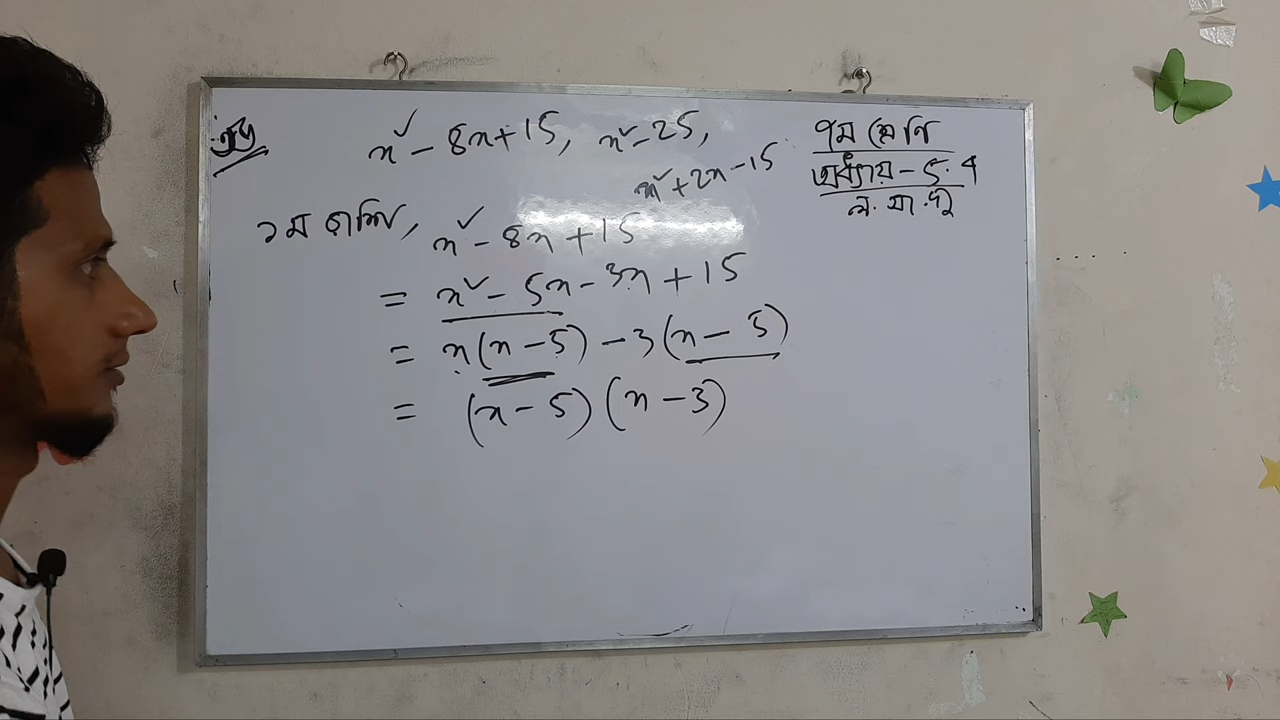 x² - 8x + 15, x² - 25,
x² + 2x - 15
৭ম শ্রেণি
অধ্যায় - ৫.৪
ল.সা.গু
১ম রাশি, x² - 8x + 15
= x² - 5x - 3x + 15
= x(x - 5) - 3(x - 5)
= (x - 5)(x - 3)